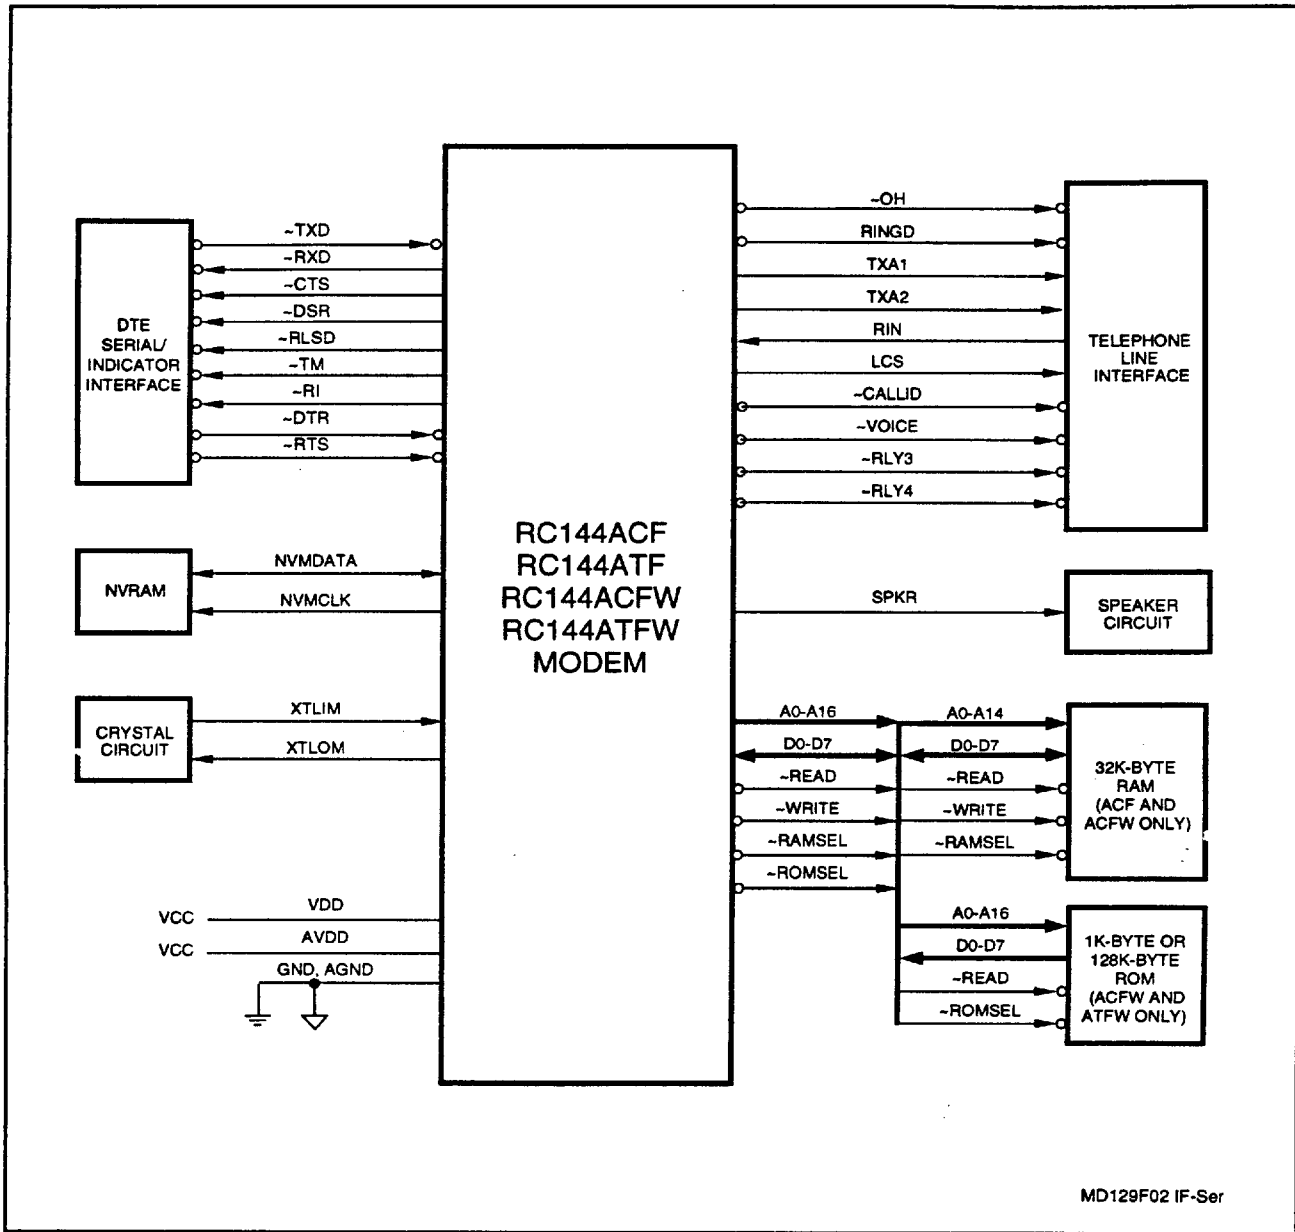 ~TXD
~RXD
~CTS
~DSR
~RLSD
~TM
~RI
~DTR
~RTS
DTE
SERIAL/
INDICATOR
INTERFACE
NVMDATA
NVMCLK
NVRAM
XTLIM
XTLOM
CRYSTAL
CIRCUIT
VCC
VDD
VCC
AVDD
GND, AGND
RC144ACF
RC144ATF
RC144ACFW
RC144ATFW
MODEM
~OH
RINGD
TXA1
TXA2
RIN
LCS
~CALLID
~VOICE
~RLY3
~RLY4
TELEPHONE
LINE
INTERFACE
SPKR
SPEAKER
CIRCUIT
A0-A16
D0-D7
~READ
~WRITE
~RAMSEL
~ROMSEL
A0-A14
D0-D7
~READ
~WRITE
~RAMSEL
32K-BYTE
RAM
(ACF AND
ACFW ONLY)
A0-A16
D0-D7
~READ
~ROMSEL
1K-BYTE OR
128K-BYTE
ROM
(ACFW AND
ATFW ONLY)
MD129F02 IF-Ser